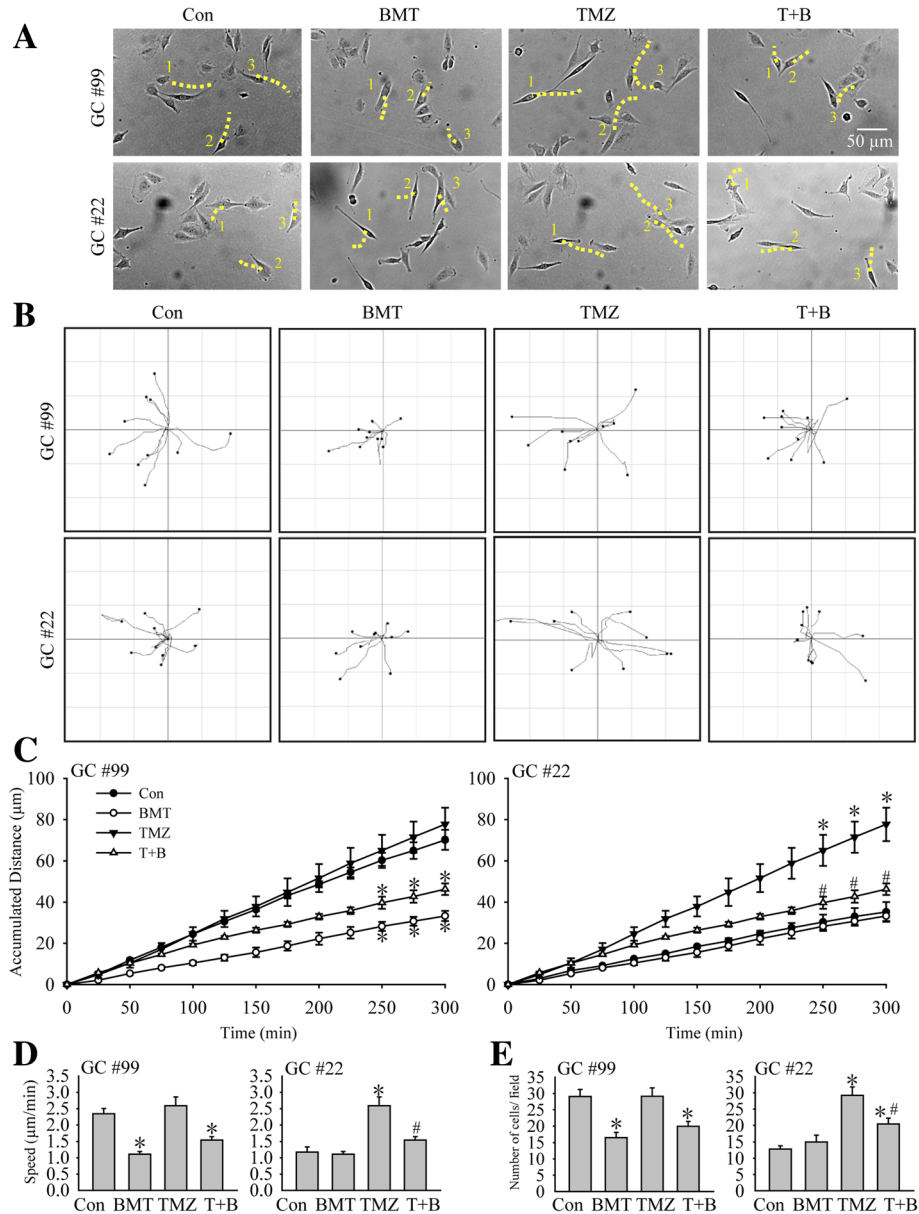 A
Con BMT TMZ T+B
GC #99
1 3 2
1 2 3
1 3 2
1 2 3
50 µm
GC #22
1 3 2
2 3 1
3 2 1
1 2 3
B
Con BMT TMZ T+B
GC #99
GC #22
C
GC #99
GC #22
Accumulated Distance (µm)
100
80
60
40
20
0
Con
BMT
TMZ
T+B
* * *
* * *
0 50 100 150 200 250 300
Time (min)
100
80
60
40
20
0
* * *
# # #
0 50 100 150 200 250 300
Time (min)
D
GC #99
Speed (µm/min)
3.5
3.0
2.5
2.0
1.5
1.0
0.5
0.0
* *
Con BMT TMZ T+B
GC #22
3.5
3.0
2.5
2.0
1.5
1.0
0.5
0.0
* #
Con BMT TMZ T+B
E
GC #99
Number of cells/ field
35
30
25
20
15
10
5
0
* *
Con BMT TMZ T+B
GC #22
35
30
25
20
15
10
5
0
* *#
Con BMT TMZ T+B